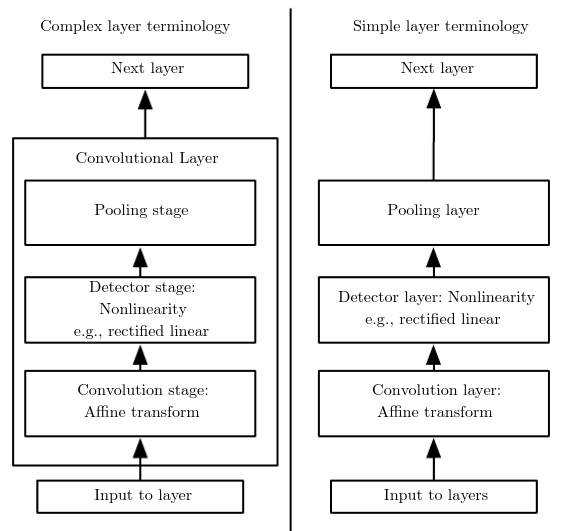 Complex layer terminology
Next layer
Convolutional Layer
Pooling stage
Detector stage:
Nonlinearity
e.g., rectified linear
Convolution stage:
Affine transform
Input to layer
Simple layer terminology
Next layer
Pooling layer
Detector layer: Nonlinearity
e.g., rectified linear
Convolution layer:
Affine transform
Input to layers